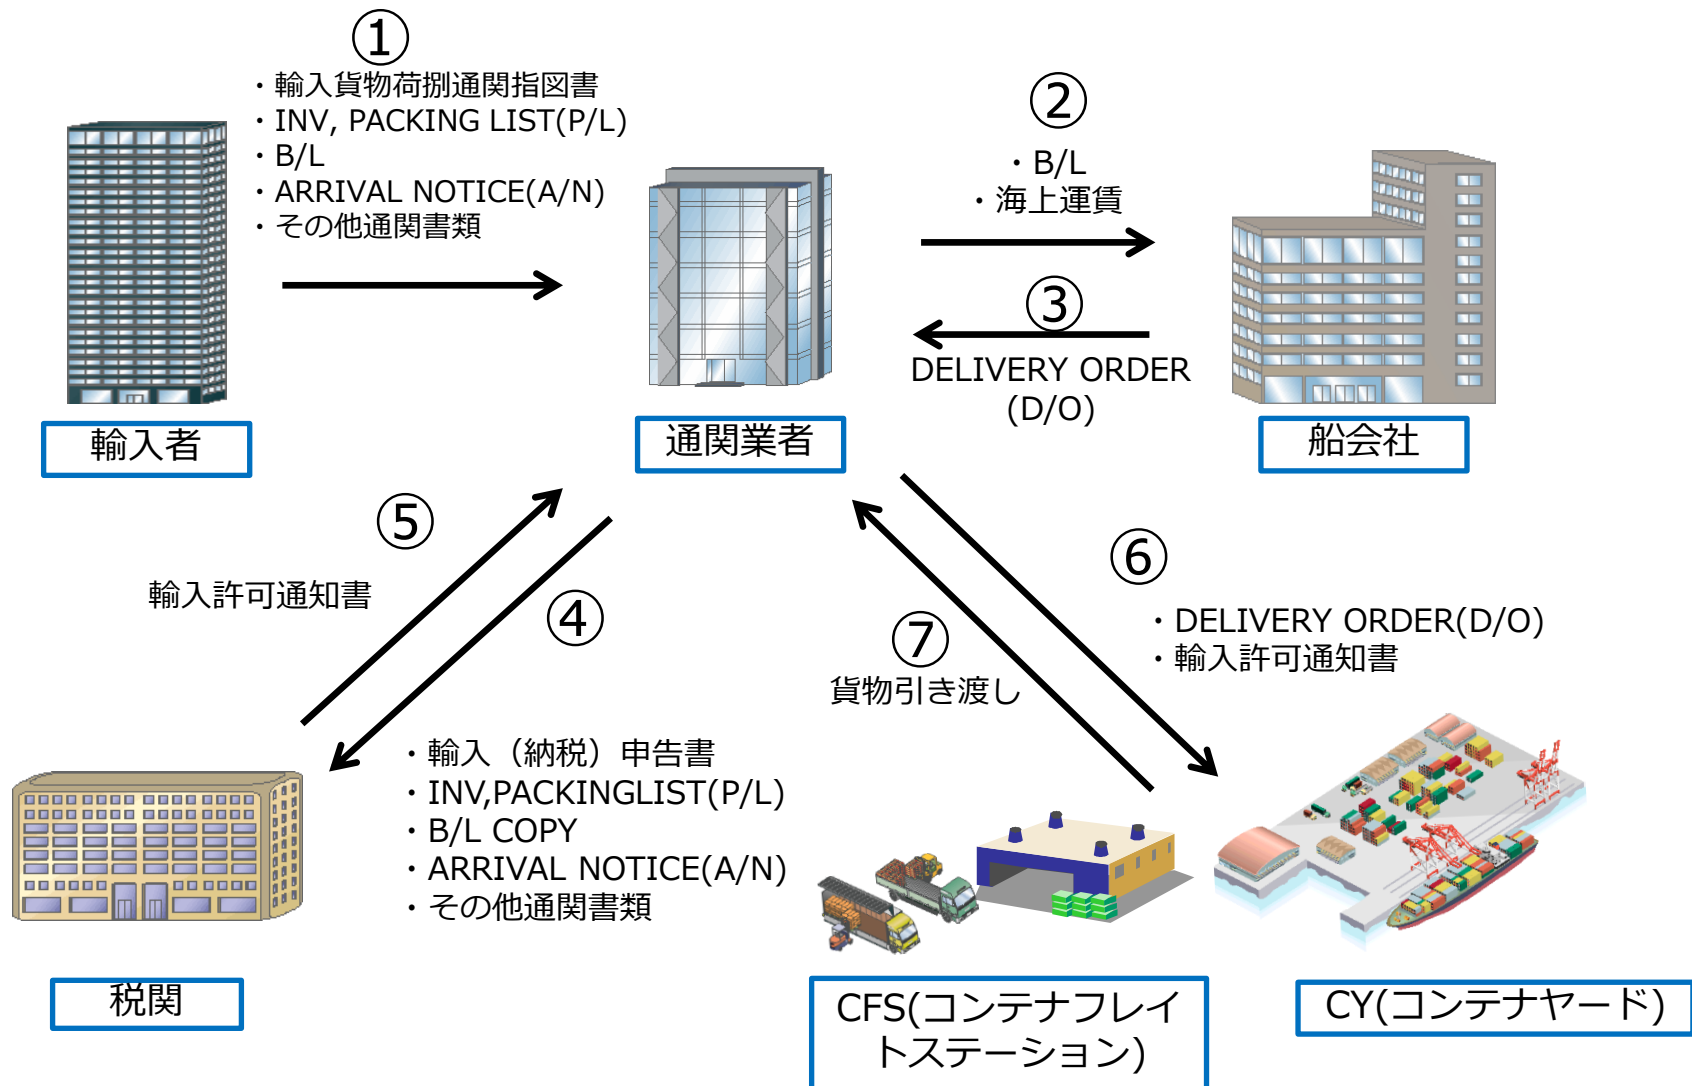 ①
・輸入貨物荷捌通関指図書
・INV, PACKING LIST(P/L)
・B/L
・ARRIVAL NOTICE(A/N)
・その他通関書類
②
・B/L
・海上運賃
③
DELIVERY ORDER
(D/O)
輸入者
通関業者
船会社
⑤
輸入許可通知書
④
⑥
・DELIVERY ORDER(D/O)
・輸入許可通知書
⑦
貨物引き渡し
・輸入（納税）申告書
・INV,PACKINGLIST(P/L)
・B/L COPY
・ARRIVAL NOTICE(A/N)
・その他通関書類
税関
CFS(コンテナフレイ
トステーション)
CY(コンテナヤード)